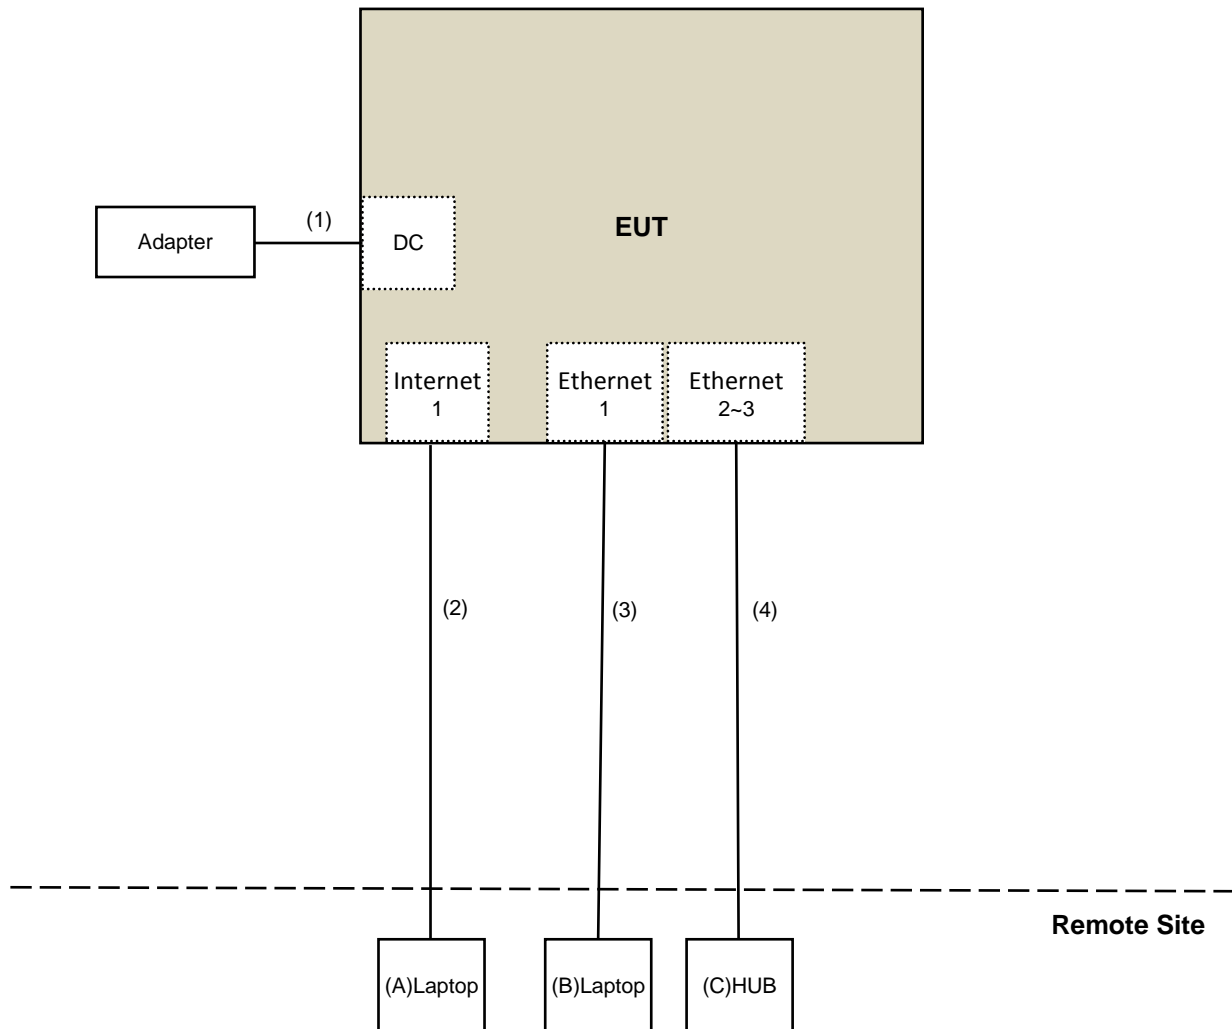 (1)
EUT
Adapter
DC
Internet
1
Ethernet
1
Ethernet
2~3
(2)
(3)
(4)
Remote Site
(A)Laptop
(B)Laptop
(C)HUB